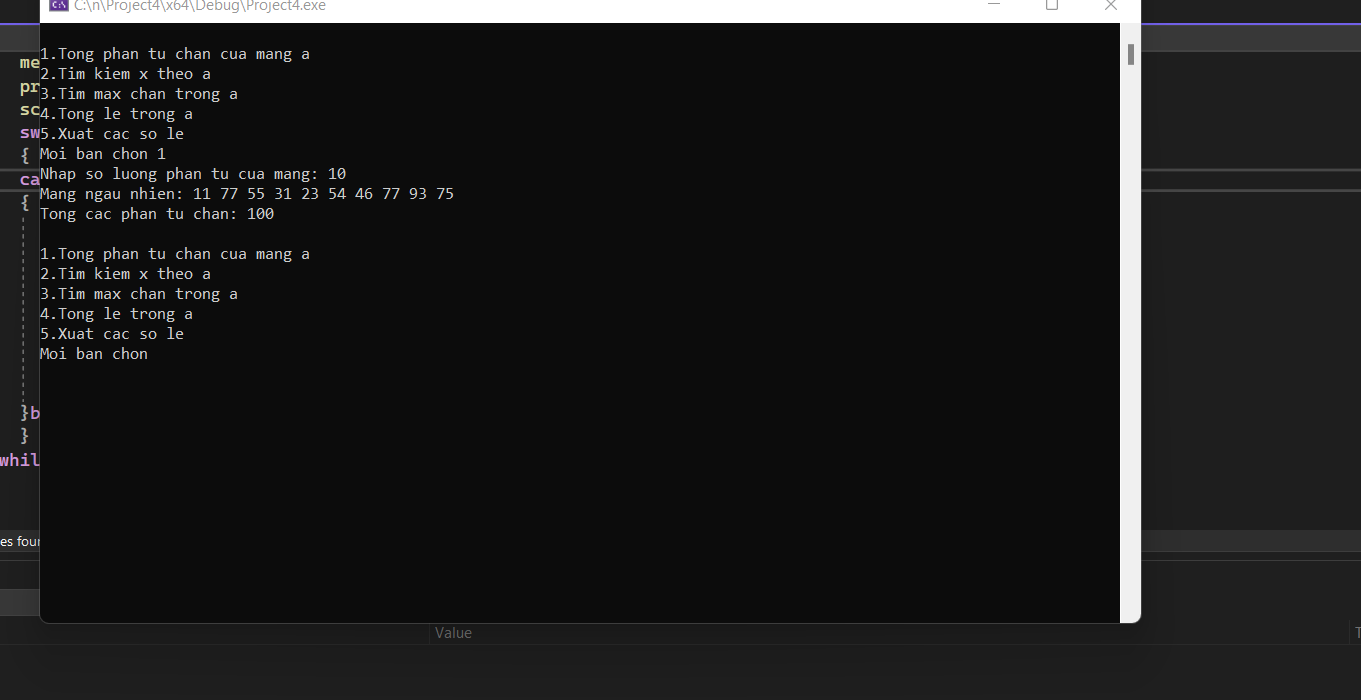 C:\n\Project4\x64\Debug\Project4.exe
1.Tong phan tu chan cua mang a
2.Tim kiem x theo a
3.Tim max chan trong a
4.Tong le trong a
5.Xuat cac so le
Moi ban chon 1
Nhap so luong phan tu cua mang: 10
Mang ngau nhien: 11 77 55 31 23 54 46 77 93 75
Tong cac phan tu chan: 100
1.Tong phan tu chan cua mang a
2.Tim kiem x theo a
3.Tim max chan trong a
4.Tong le trong a
5.Xuat cac so le
Moi ban chon
me
pr
sc
sw
{
ca
{
}b
}
whil
es foun
Value
T